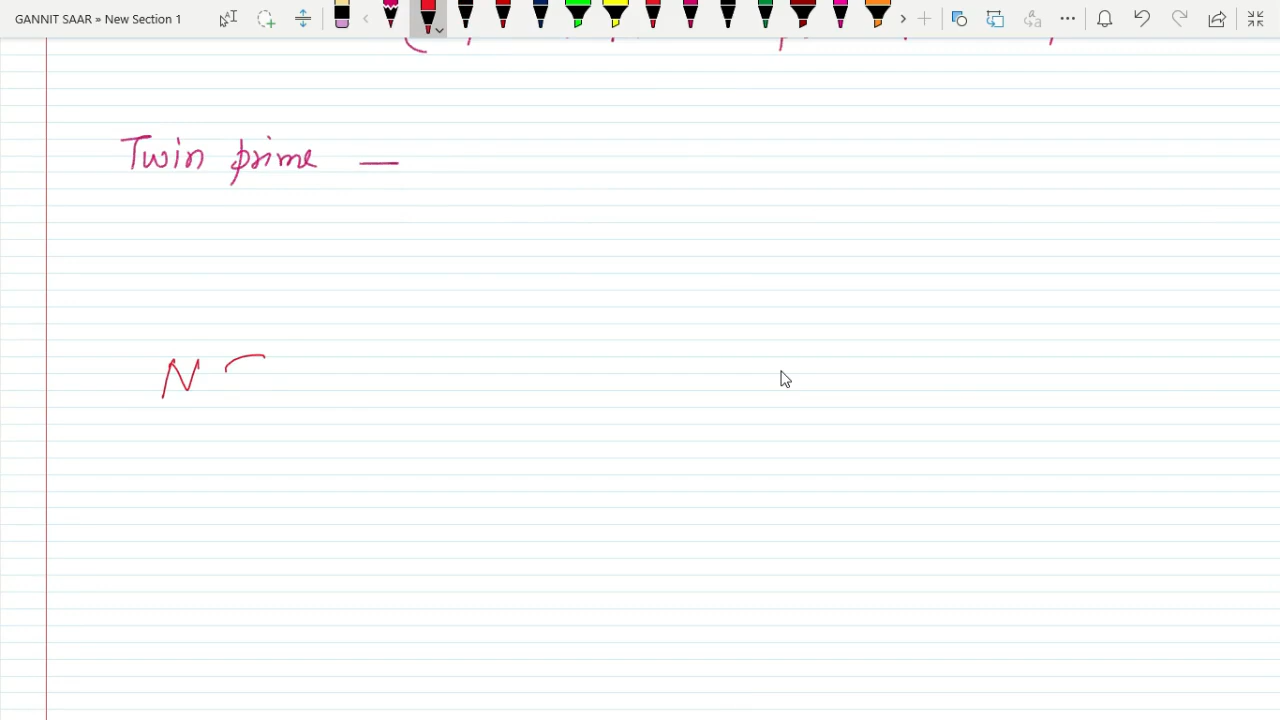 GANNIT SAAR » New Section 1
Twin prime —
N